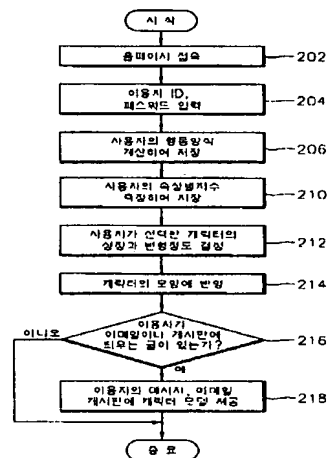 시 작
홈페이지 접속
202
이용자 ID,
패스워드 입력
204
사용자의 행동방식
계산하여 저장
206
사용자의 속성별지수
측정하여 저장
210
사용자가 선택한 캐릭터의
성장과 변형정도 결정
212
캐릭터의 모양에 반영
214
이용자가
이메일이나 게시판에
띄우는 글이 있는가?
216
아니오
예
이용자의 메시지, 이메일
게시판에 캐릭터 모델 제공
218
종 료